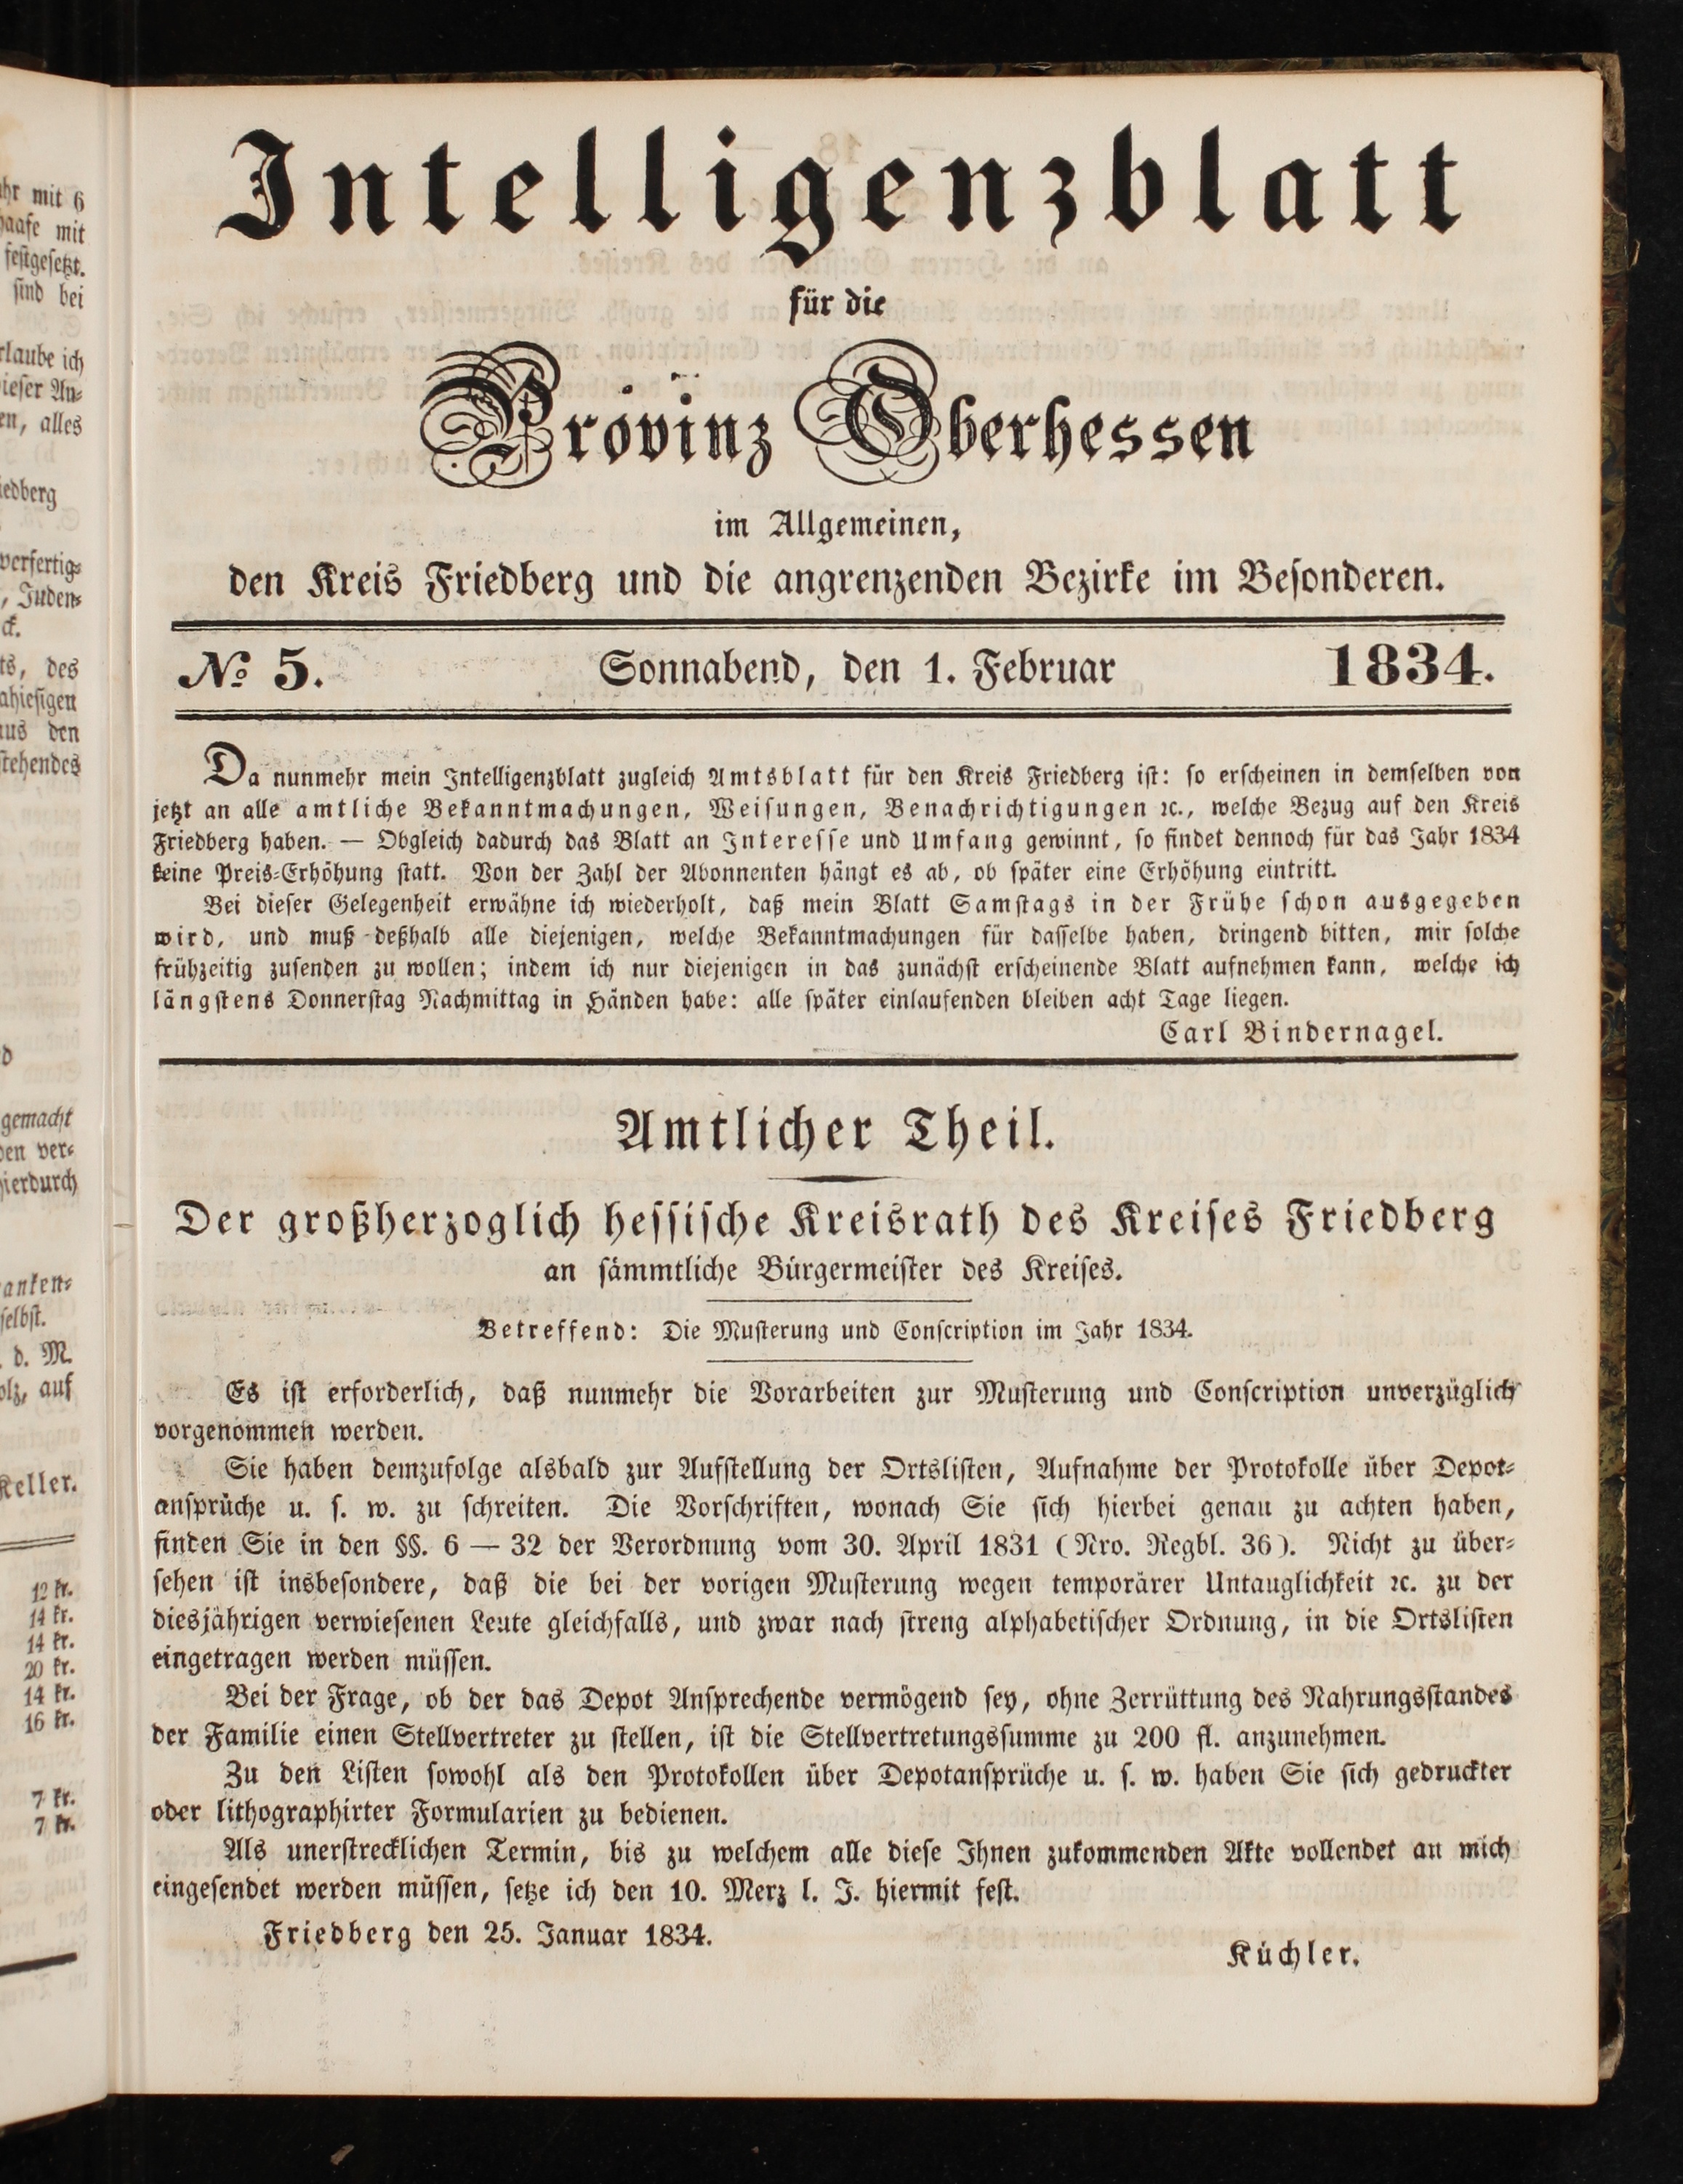 Intelligenzblatt
für die
Provinz Oberhessen
im Allgemeinen,
den Kreis Friedberg und die angrenzenden Bezirke im Besonderen.
№ 5. Sonnabend, den 1. Februar 1834.
Da nunmehr mein Intelligenzblatt zugleich Amtsblatt für den Kreis Friedberg ist: so erscheinen in demselben von
jetzt an alle amtliche Bekanntmachungen, Weisungen, Benachrichtigungen ꝛc., welche Bezug auf den Kreis
Friedberg haben. — Obgleich dadurch das Blatt an Interesse und Umfang gewinnt, so findet dennoch für das Jahr 1834
keine Preis-Erhöhung statt. Von der Zahl der Abonnenten hängt es ab, ob später eine Erhöhung eintritt.
Bei dieser Gelegenheit erwähne ich wiederholt, daß mein Blatt Samstags in der Frühe schon ausgegeben
wird, und muß deßhalb alle diejenigen, welche Bekanntmachungen für dasselbe haben, dringend bitten, mir solche
frühzeitig zusenden zu wollen; indem ich nur diejenigen in das zunächst erscheinende Blatt aufnehmen kann, welche ich
längstens Donnerstag Nachmittag in Händen habe: alle später einlaufenden bleiben acht Tage liegen.
Carl Bindernagel.
Amtlicher Theil.
Der großherzoglich hessische Kreisrath des Kreises Friedberg
an sämmtliche Bürgermeister des Kreises.
Betreffend: Die Musterung und Conscription im Jahr 1834.
Es ist erforderlich, daß nunmehr die Vorarbeiten zur Musterung und Conscription unverzüglich
vorgenommen werden.
Sie haben demzufolge alsbald zur Aufstellung der Ortslisten, Aufnahme der Protokolle über Depot-
ansprüche u. s. w. zu schreiten. Die Vorschriften, wonach Sie sich hierbei genau zu achten haben,
finden Sie in den §§. 6 — 32 der Verordnung vom 30. April 1831 (Nro. Regbl. 36). Nicht zu über-
sehen ist insbesondere, daß die bei der vorigen Musterung wegen temporärer Untauglichkeit ꝛc. zu der
diesjährigen verwiesenen Leute gleichfalls, und zwar nach streng alphabetischer Ordnung, in die Ortslisten
eingetragen werden müssen.
Bei der Frage, ob der das Depot Ansprechende vermögend sey, ohne Zerrüttung des Nahrungsstandes
der Familie einen Stellvertreter zu stellen, ist die Stellvertretungssumme zu 200 fl. anzunehmen.
Zu den Listen sowohl als den Protokollen über Depotansprüche u. s. w. haben Sie sich gedruckter
oder lithographirter Formularien zu bedienen.
Als unerstrecklichen Termin, bis zu welchem alle diese Ihnen zukommenden Akte vollendet an mich
eingesendet werden müssen, setze ich den 10. Merz l. J. hiermit fest.
Friedberg den 25. Januar 1834.
Küchler.